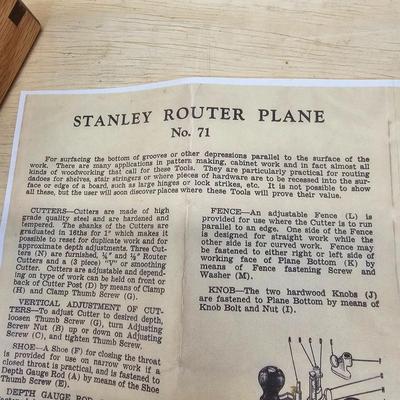 STANLEY ROUTER PLANE
No. 71
For surfacing the bottom of grooves or other depressions parallel to the surface of the
work. There are many applications in pattern making, cabinet work and in fact almost all
kinds of woodworking that call for these Tools. They are particularly practical for routing
dadoes for shelves, stair stringers or where pieces of hardware are to be recessed into the sur-
face or edge of a board, such as large hinges or lock strikes, etc. It is not possible to show
all these, but the user will soon discover places where these Tools will prove their value.
CUTTERS—Cutters are made of high
grade steel and are hardened and
tempered. The shanks of the Cutters are
graduated in 16ths for 1" which makes it
possible to reset for duplicate work and for
approximate depth adjustments. Three Cut-
ters (N) are furnished, ¼" and ½" Router
Cutters and a (3 piece) "V" or smoothing
Cutter. Cutters are adjustable and depend-
ing on type of work can be held on front or
back of Cutter Post (D) by means of Clamp
(H) and Clamp Thumb Screw (G).
VERTICAL ADJUSTMENT OF CUT-
TERS—To adjust Cutter to desired depth,
loosen Thumb Screw (G), turn Adjusting
Screw Nut (B) up or down on Adjusting
Screw (C), and tighten Thumb Screw.
SHOE—A Shoe (F) for closing the throat
is provided for use on narrow work if a
closed throat is practical, and is fastened to
Depth Gauge Rod (A) by means of the Shoe
Thumb Screw (E).
DEPTH GAUGE ROD
FENCE—An adjustable Fence (L) is
provided for use where the Cutter is to run
parallel to an edge. One side of the Fence
is designed for straight work while the
other side is for curved work. Fence may
be fastened to either right or left side of
working face of Plane Bottom (K) by
means of Fence fastening Screw and
Washer (M).
KNOB—The two hardwood Knobs (J)
are fastened to Plane Bottom by means of
Knob Bolt and Nut (I).